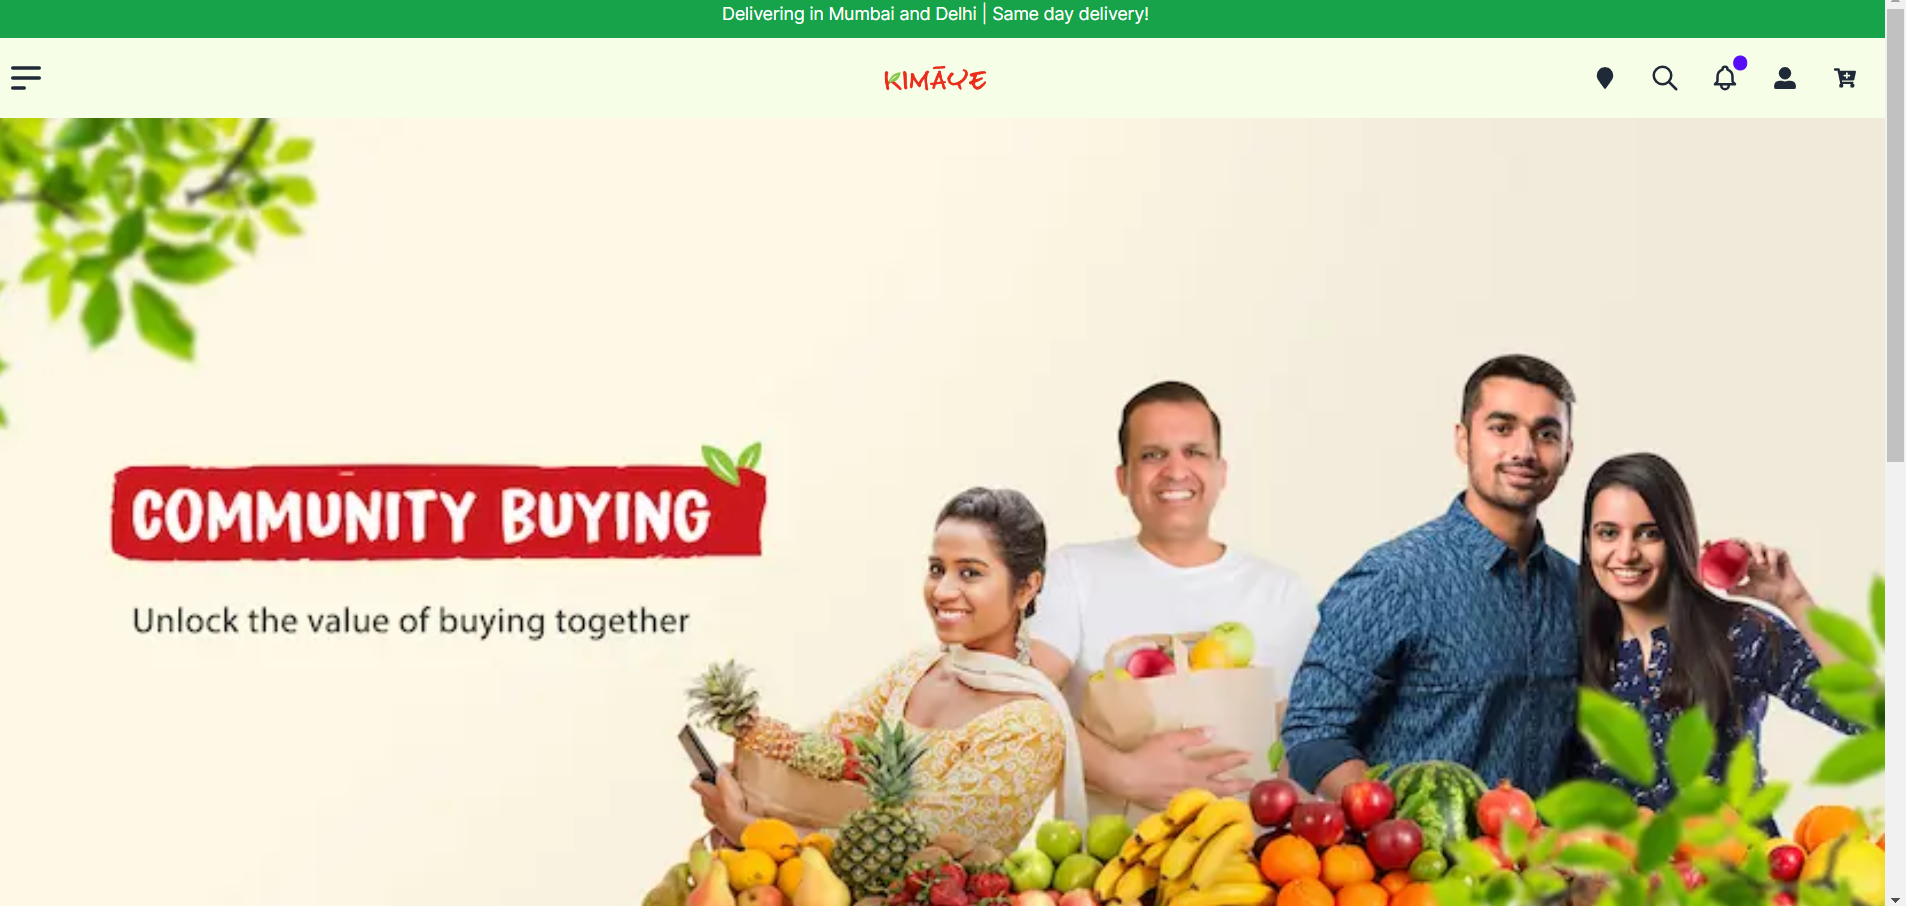 Delivering in Mumbai and Delhi | Same day delivery!
KIMĀYE
COMMUNITY BUYING
Unlock the value of buying together